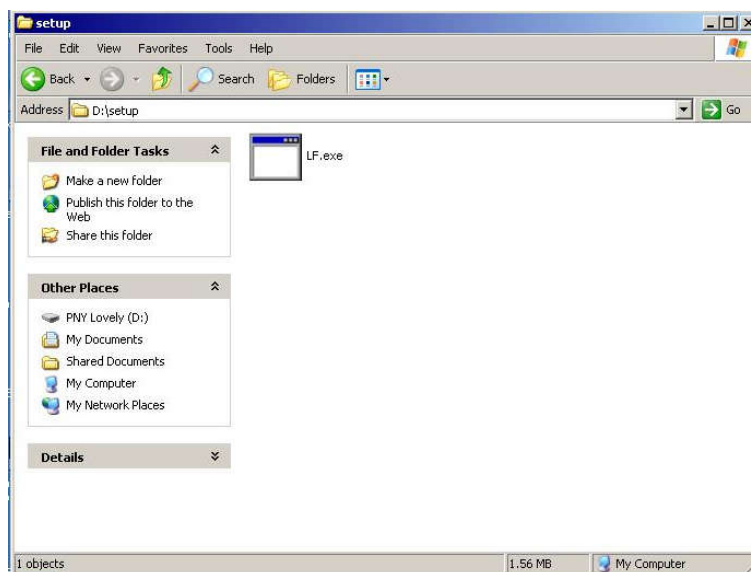 setup
File Edit View Favorites Tools Help
Back Search Folders
Address D:\setup Go
File and Folder Tasks
Make a new folder
Publish this folder to the
Web
Share this folder
LF.exe
Other Places
PNY Lovely (D:)
My Documents
Shared Documents
My Computer
My Network Places
Details
1 objects 1.56 MB My Computer